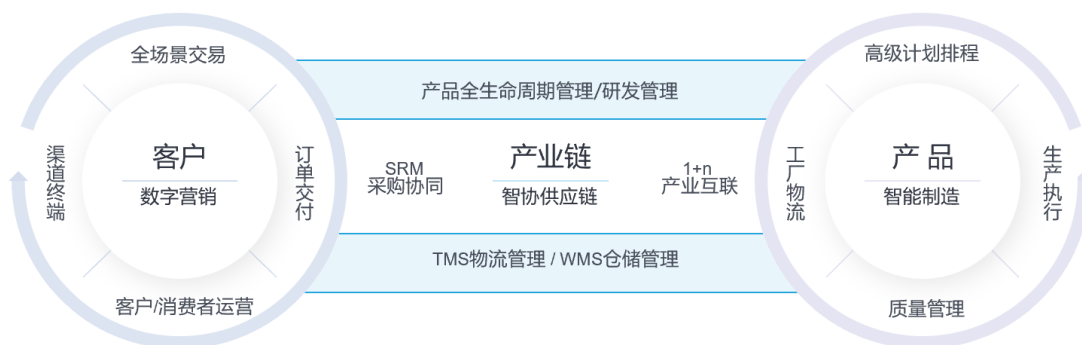 全场景交易
渠道终端
客户
数字营销
订单交付
客户/消费者运营
产品全生命周期管理/研发管理
SRM
采购协同
产业链
智协供应链
1+n
产业互联
TMS物流管理 / WMS仓储管理
高级计划排程
工厂物流
产 品
智能制造
生产执行
质量管理